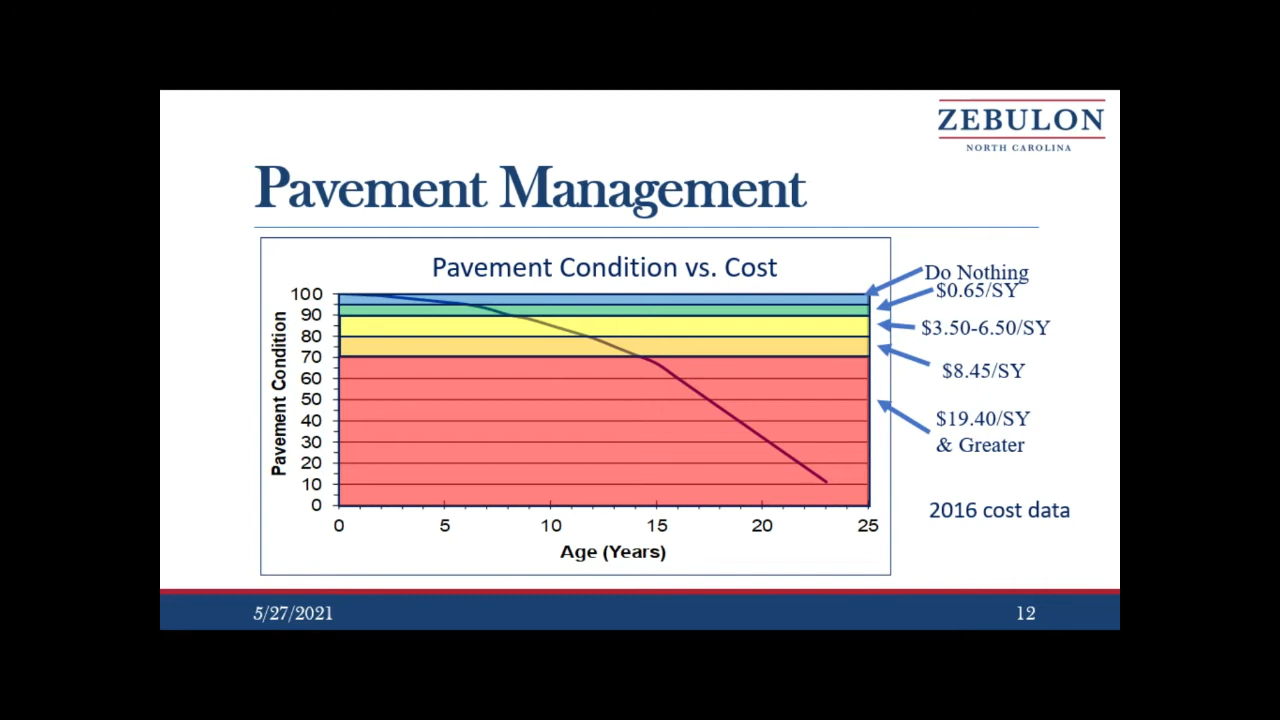 ZEBULON
NORTH CAROLINA
Pavement Management
Pavement Condition vs. Cost
Pavement Condition
100
90
80
70
60
50
40
30
20
10
0
0 5 10 15 20 25
Age (Years)
Do Nothing
$0.65/SY
$3.50-6.50/SY
$8.45/SY
$19.40/SY
& Greater
2016 cost data
5/27/2021
12